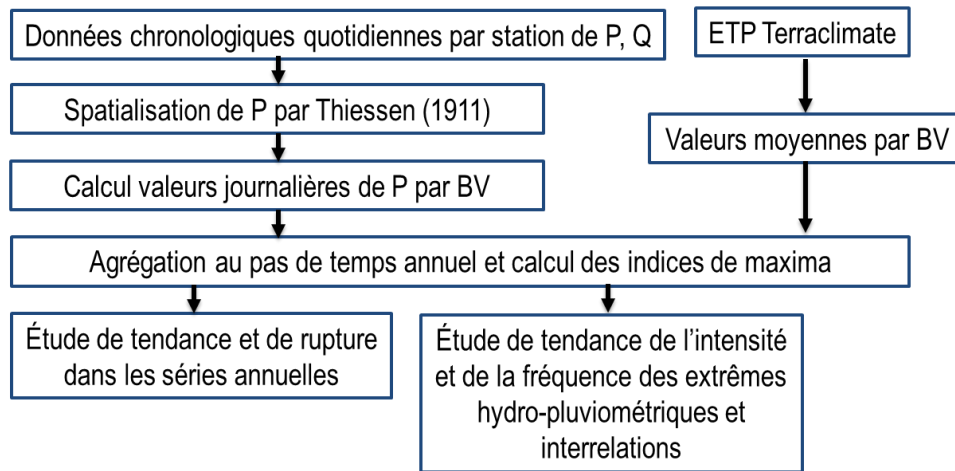 Données chronologiques quotidiennes par station de P, Q
ETP Terraclimate
Spatialisation de P par Thiessen (1911)
Valeurs moyennes par BV
Calcul valeurs journalières de P par BV
Agrégation au pas de temps annuel et calcul des indices de maxima
Étude de tendance et de rupture
dans les séries annuelles
Étude de tendance de l’intensité
et de la fréquence des extrêmes
hydro-pluviométriques et
interrelations